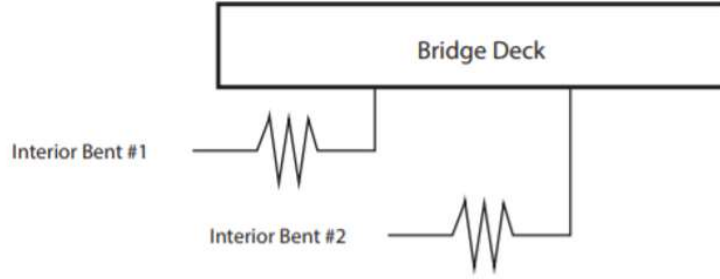 Bridge Deck
Interior Bent #1
Interior Bent #2